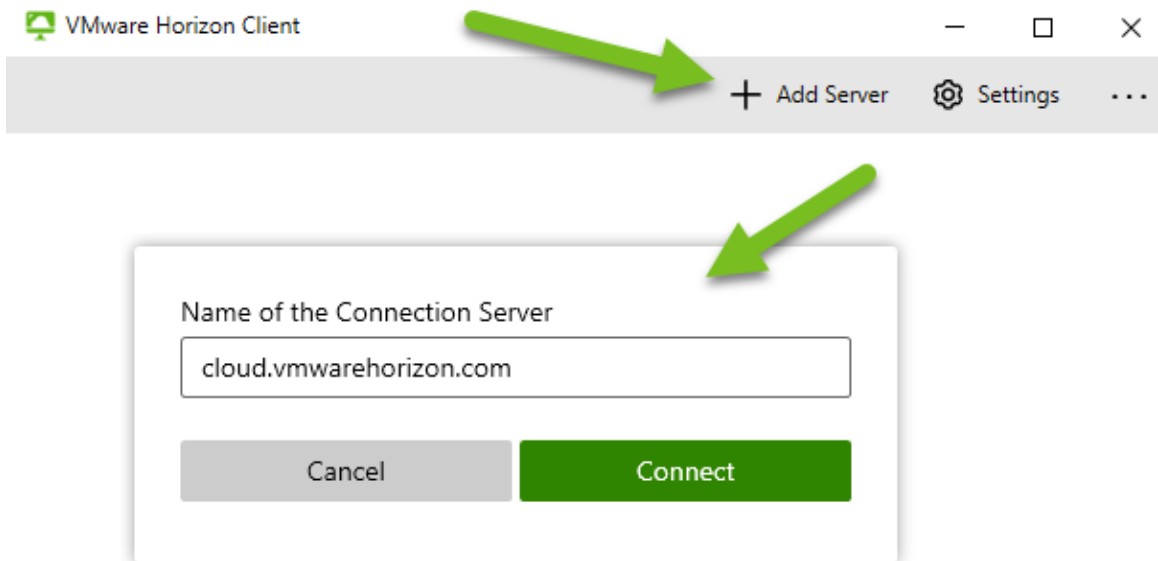 VMware Horizon Client
Add Server Settings
Name of the Connection Server
cloud.vmwarehorizon.com
Cancel Connect